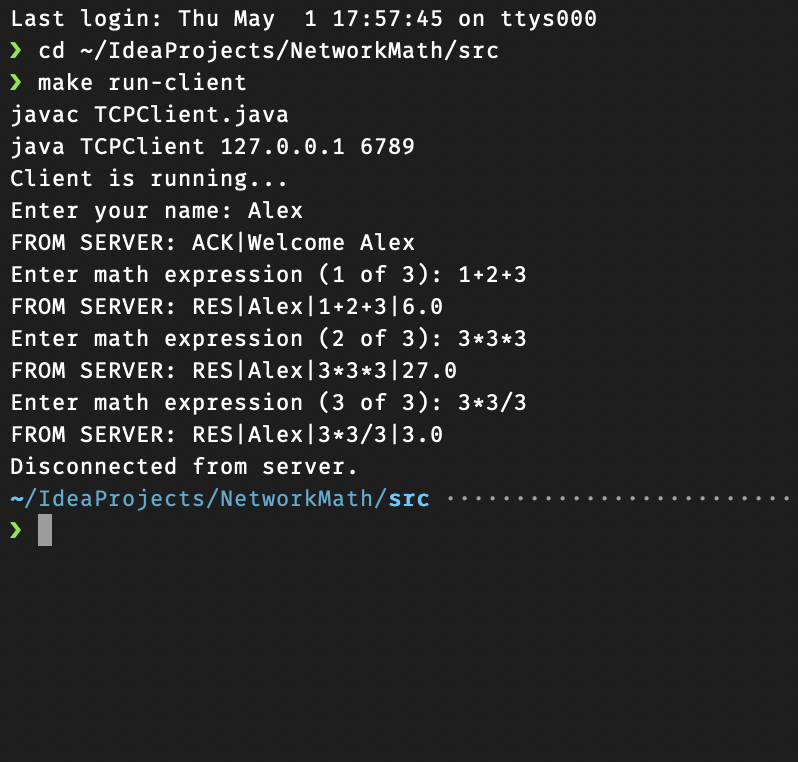 Last login: Thu May  1 17:57:45 on ttys000
❯ cd ~/IdeaProjects/NetworkMath/src
❯ make run-client
javac TCPClient.java
java TCPClient 127.0.0.1 6789
Client is running...
Enter your name: Alex
FROM SERVER: ACK|Welcome Alex
Enter math expression (1 of 3): 1+2+3
FROM SERVER: RES|Alex|1+2+3|6.0
Enter math expression (2 of 3): 3*3*3
FROM SERVER: RES|Alex|3*3*3|27.0
Enter math expression (3 of 3): 3*3/3
FROM SERVER: RES|Alex|3*3/3|3.0
Disconnected from server.
~/IdeaProjects/NetworkMath/src ·························
❯